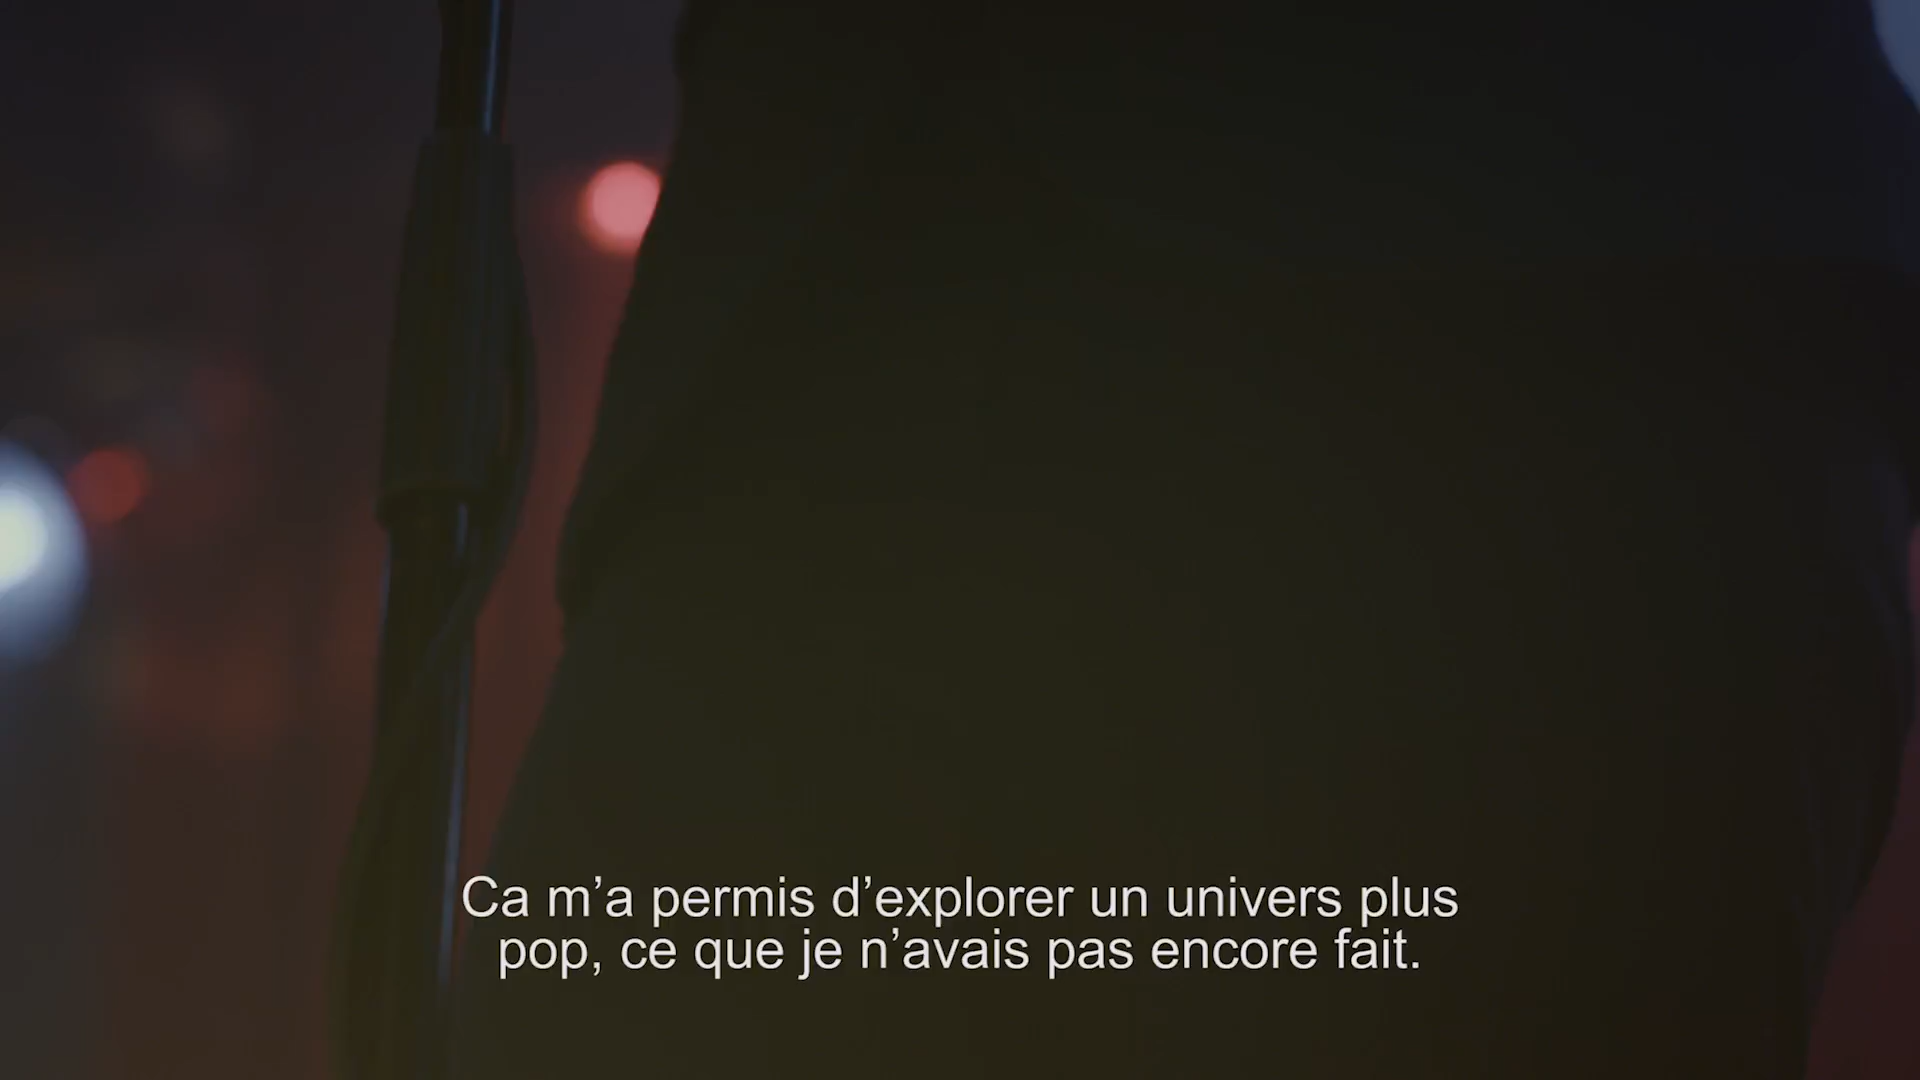 Ca m’a permis d’explorer un univers plus
pop, ce que je n’avais pas encore fait.